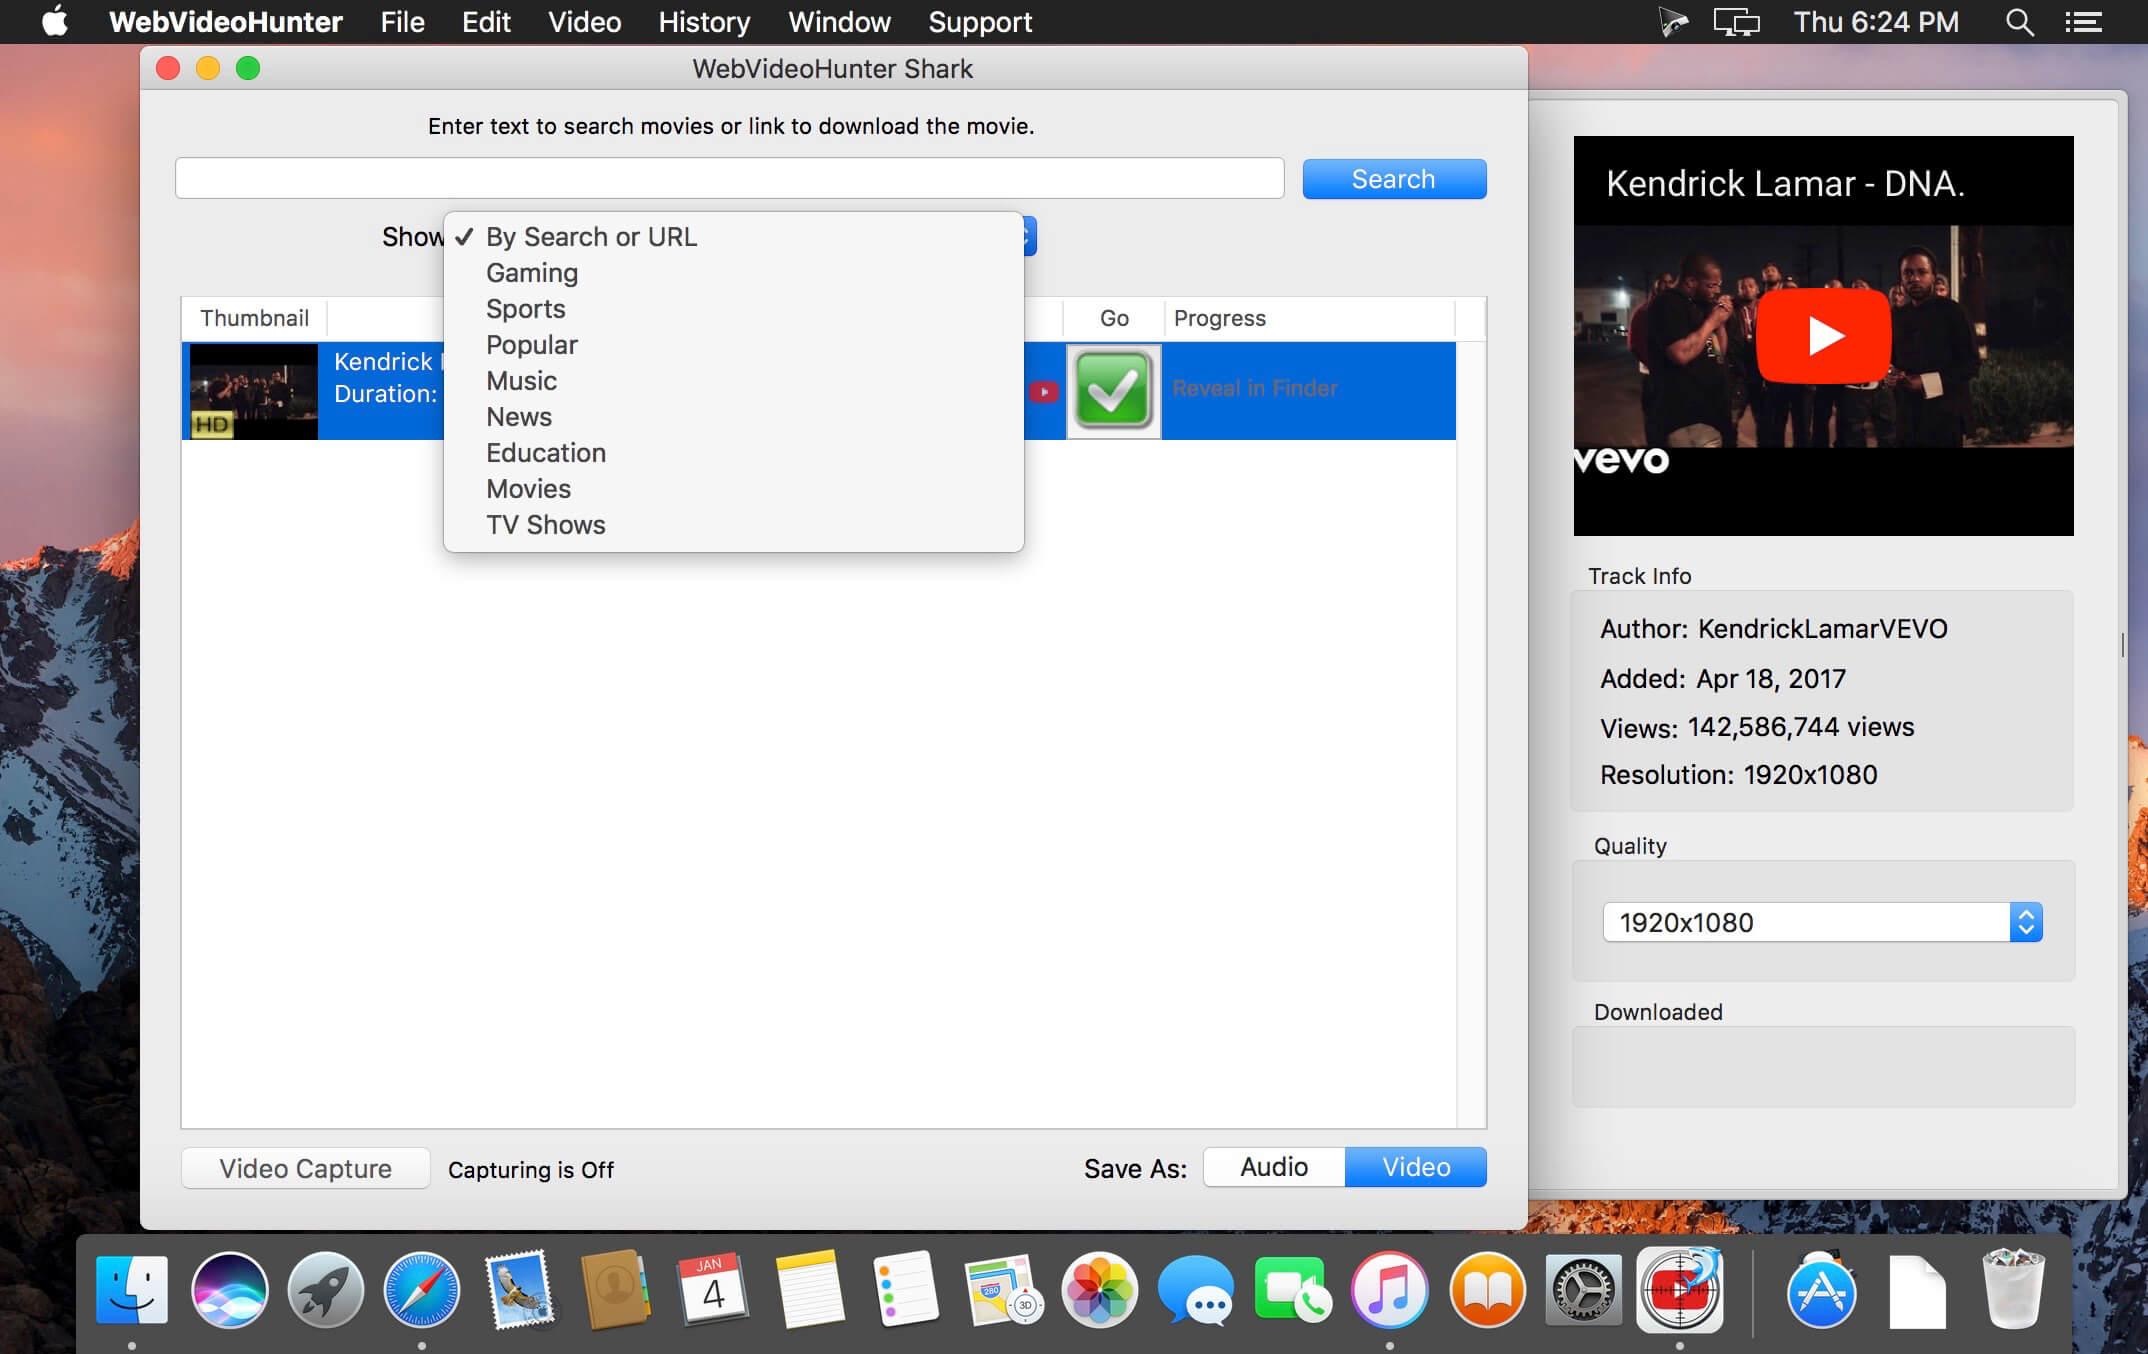 WebVideoHunter File Edit Video History Window Support Thu 6:24 PM
WebVideoHunter Shark
Enter text to search movies or link to download the movie.
Search
Show
✓ By Search or URL
Gaming
Sports
Popular
Music
News
Education
Movies
TV Shows
Thumbnail Go Progress
HD
Kendrick
Duration:
Reveal in Finder
Video Capture Capturing is Off Save As: Audio Video
Kendrick Lamar - DNA.
vevo
Track Info
Author: KendrickLamarVEVO
Added: Apr 18, 2017
Views: 142,586,744 views
Resolution: 1920x1080
Quality
1920x1080
Downloaded
JAN
4
280
3D